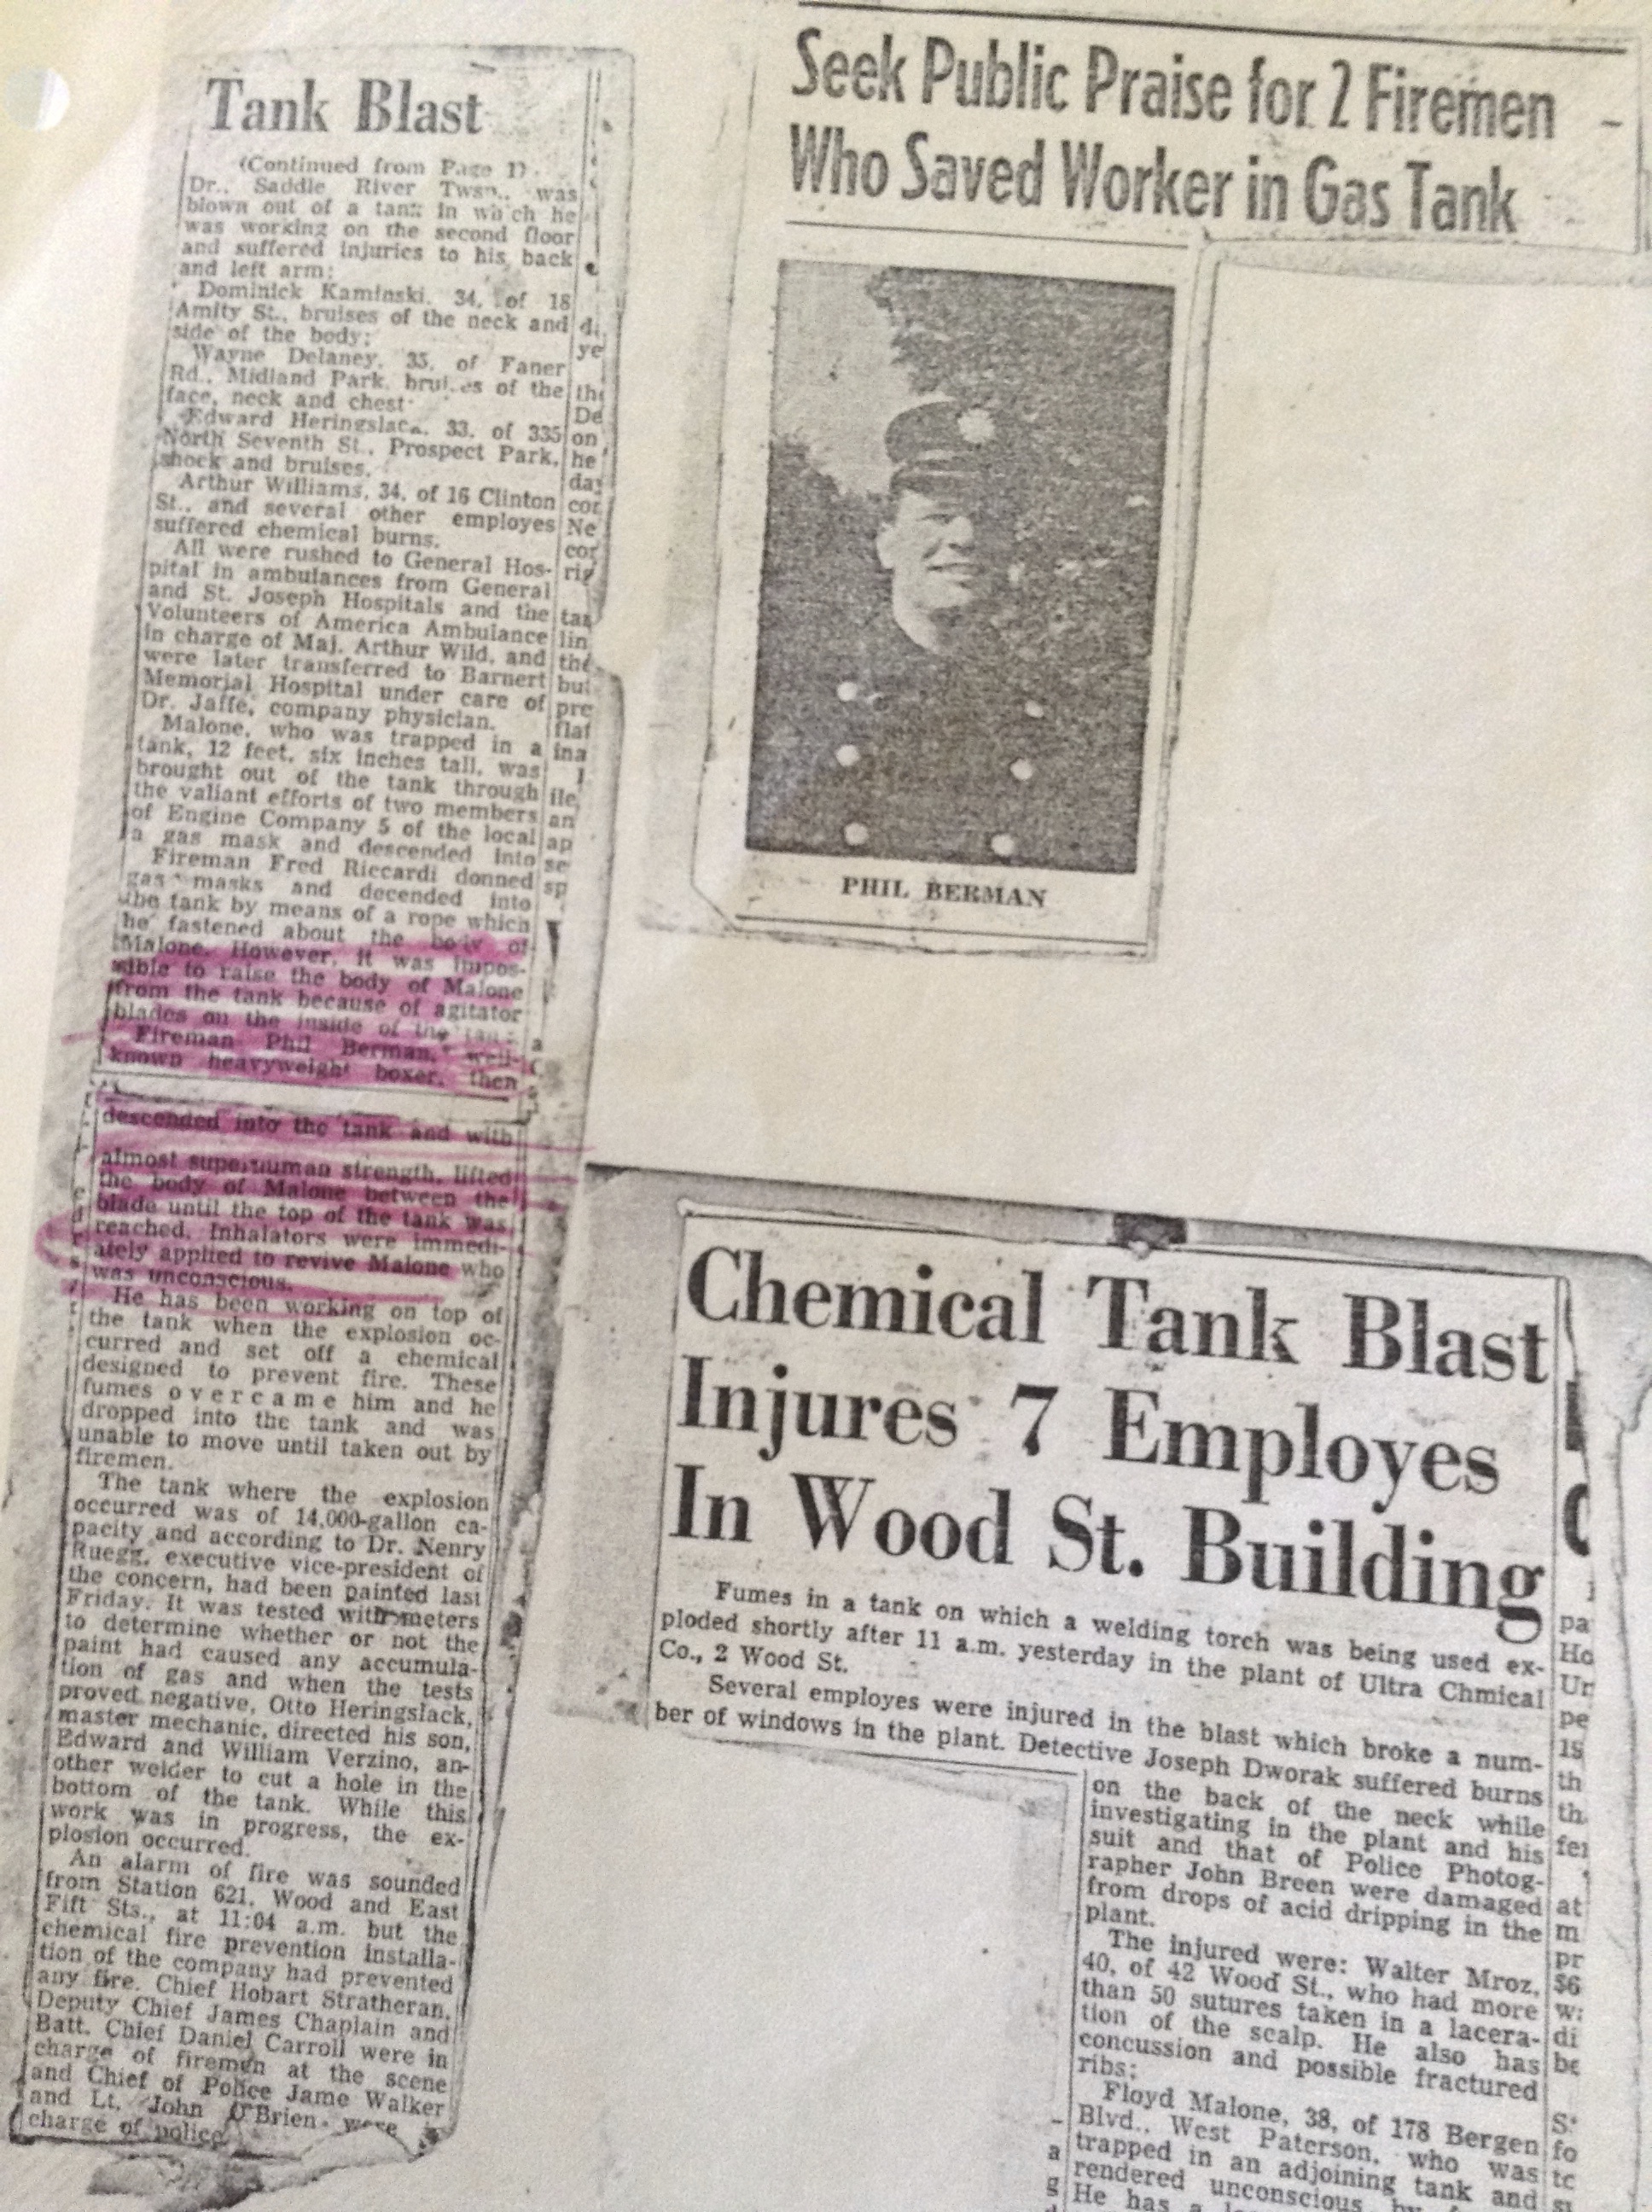 Tank Blast
(Continued from Page 1)
Dr., Saddle River Twsp., was
blown out of a tank in which he
was working on the second floor
and suffered injuries to his back
and left arm;
Dominick Kaminski, 34, of 18
Amity St., bruises of the neck and
side of the body;
Wayne Delaney, 35, of Faner
Rd., Midland Park, bruises of the
face, neck and chest
Edward 33, of 335
North Seventh St., Prospect Park,
shock and bruises.
Arthur Williams, 34, of 16 Clinton
St., and several other employes
suffered chemical burns.
All were rushed to General Hos-
pital in ambulances from General
and St. Joseph Hospitals and the
Volunteers of America Ambulance
in charge of Maj. Arthur Wild, and
were later transferred to Barnert
Memorial Hospital under care of
Dr. Jaffe, company physician.
Malone, who was trapped in a
tank, 12 feet, six inches tall, was
brought out of the tank through
the valiant efforts of two members
of Engine Company 5 of the local
a gas mask and descended into
Fireman Fred Riccardi donned
gas masks and decended into
the tank by means of a rope which
he fastened about the body of
Malone. However, it was impos-
sible to raise the body of Malone
from the tank because of agitator
blades on the inside of the tank.
Fireman Phil Berman, well-
known heavyweight boxer, then
descended into the tank and with
almost superhuman strength, lifted
the body of Malone between the
blade until the top of the tank was
reached. Inhalators were immedi-
ately applied to revive Malone who
was unconscious.
He has been working on top of
the tank when the explosion oc-
curred and set off a chemical
designed to prevent fire. These
fumes overcame him and he
dropped into the tank and was
unable to move until taken out by
firemen.
The tank where the explosion
occurred was of 14,000-gallon ca-
pacity and according to Dr. Nenry
Ruegg, executive vice-president of
the concern, had been painted last
Friday. It was tested with meters
to determine whether or not the
paint had caused any accumula-
tion of gas and when the tests
proved negative, Otto Heringslack,
master mechanic, directed his son,
Edward and William Verzino, an-
other welder to cut a hole in the
bottom of the tank. While this
work was in progress, the ex-
plosion occurred.
An alarm of fire was sounded
from Station 621, Wood and East
Fift Sts., at 11:04 a.m. but the
chemical fire prevention installa-
tion of the company had prevented
any fire. Chief Hobart Stratheran,
Deputy Chief James Chaplain and
Batt. Chief Daniel Carroll were in
charge of firemen at the scene
and Chief of Police Jame Walker
and Lt. John O'Brien were in
charge of police
Seek Public Praise for 2 Firemen
Who Saved Worker in Gas Tank
PHIL BERMAN
Chemical Tank Blast
Injures 7 Employes
In Wood St. Building
Fumes in a tank on which a welding torch was being used ex-
ploded shortly after 11 a.m. yesterday in the plant of Ultra Chmical
Co., 2 Wood St.
Several employes were injured in the blast which broke a num-
ber of windows in the plant. Detective Joseph Dworak suffered burns
on the back of the neck while
investigating in the plant and his
suit and that of Police Photog-
rapher John Breen were damaged
from drops of acid dripping in the
plant.
The injured were: Walter Mroz,
40, of 42 Wood St., who had more
than 50 sutures taken in a lacera-
tion of the scalp. He also has
concussion and possible fractured
ribs;
Floyd Malone, 38, of 178 Bergen
Blvd., West Paterson, who was
trapped in an adjoining tank and
rendered unconscious by
He has a